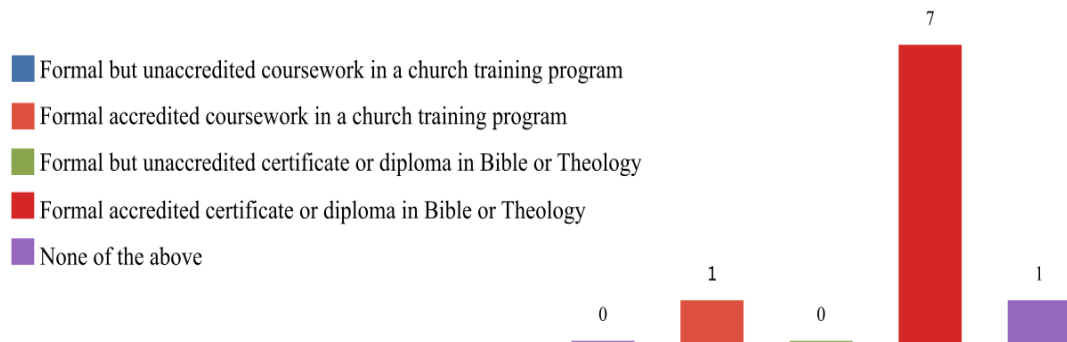 7
Formal but unaccredited coursework in a church training program
Formal accredited coursework in a church training program
Formal but unaccredited certificate or diploma in Bible or Theology
Formal accredited certificate or diploma in Bible or Theology
None of the above
0 1 0 1